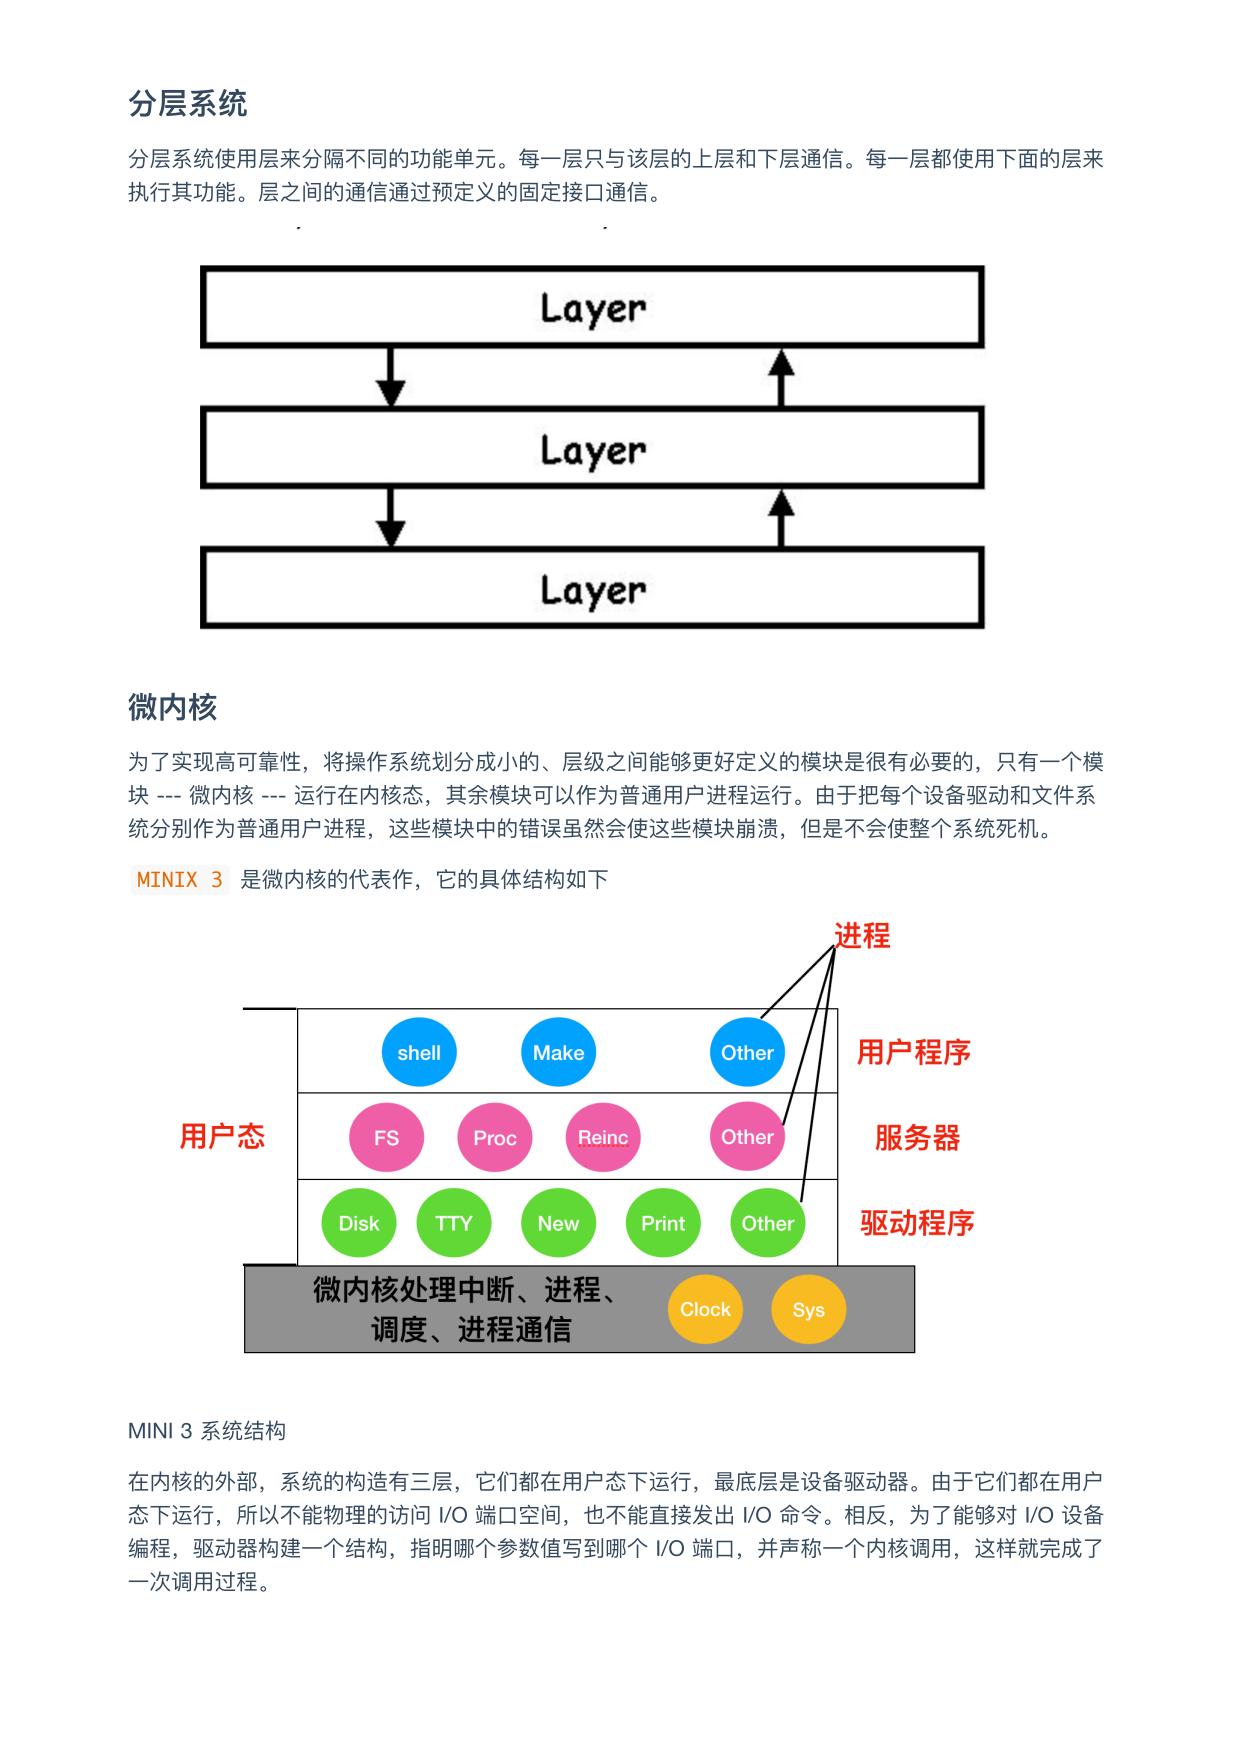 分层系统
分层系统使用层来分隔不同的功能单元。每一层只与该层的上层和下层通信。每一层都使用下面的层来
执行其功能。层之间的通信通过预定义的固定接口通信。
Layer
Layer
Layer
微内核
为了实现高可靠性，将操作系统划分成小的、层级之间能够更好定义的模块是很有必要的，只有一个模
块 --- 微内核 --- 运行在内核态，其余模块可以作为普通用户进程运行。由于把每个设备驱动和文件系
统分别作为普通用户进程，这些模块中的错误虽然会使这些模块崩溃，但是不会使整个系统死机。
MINIX 3 是微内核的代表作，它的具体结构如下
进程
shell Make Other 用户程序
用户态 FS Proc Reinc Other 服务器
Disk TTY New Print Other 驱动程序
微内核处理中断、进程、
调度、进程通信
Clock Sys
MINI 3 系统结构
在内核的外部，系统的构造有三层，它们都在用户态下运行，最底层是设备驱动器。由于它们都在用户
态下运行，所以不能物理的访问 I/O 端口空间，也不能直接发出 I/O 命令。相反，为了能够对 I/O 设备
编程，驱动器构建一个结构，指明哪个参数值写到哪个 I/O 端口，并声称一个内核调用，这样就完成了
一次调用过程。